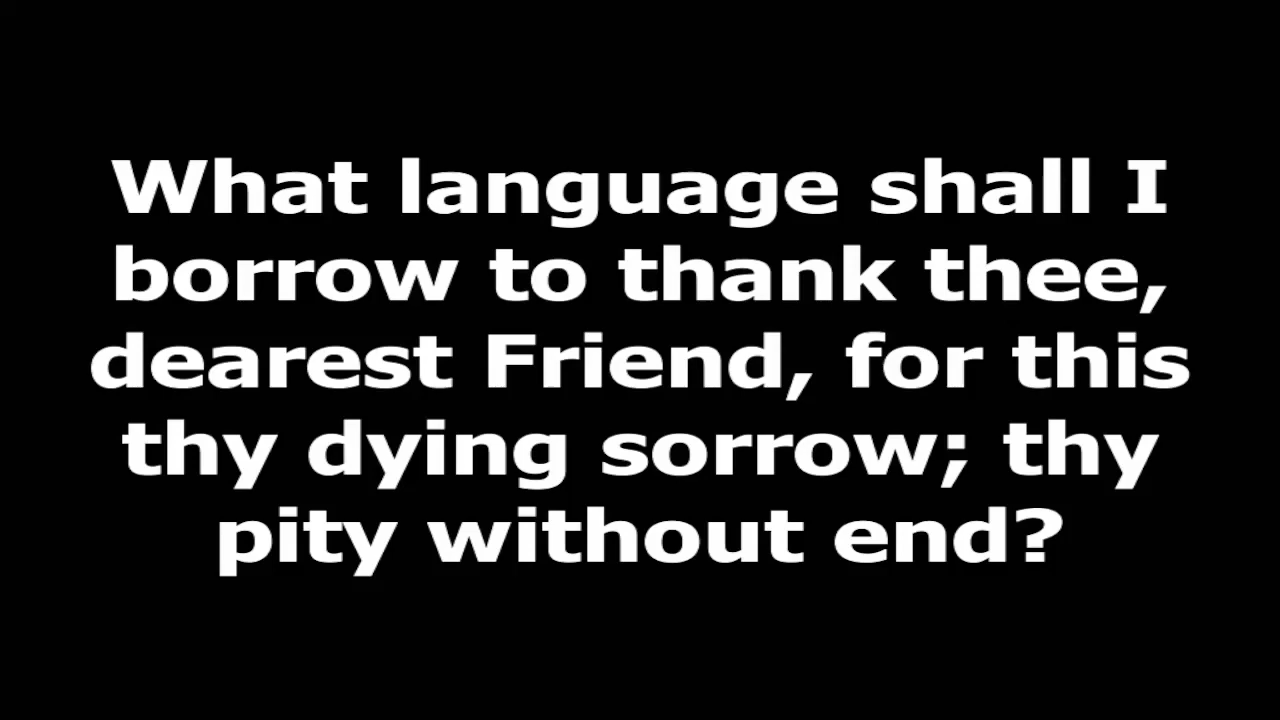 What language shall I
borrow to thank thee,
dearest Friend, for this
thy dying sorrow; thy
pity without end?